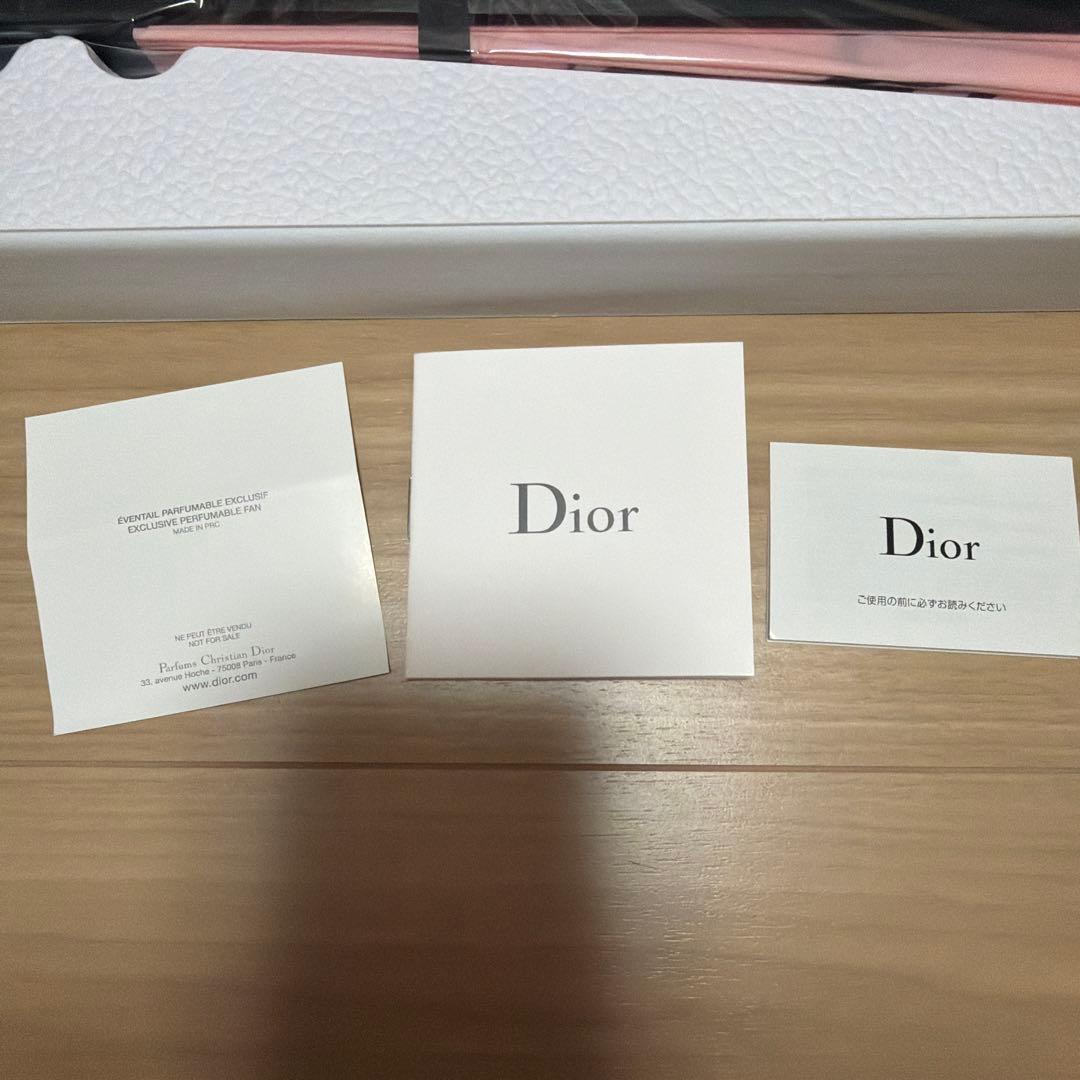 ÉVENTAIL PARFUMABLE EXCLUSIF
EXCLUSIVE PERFUMABLE FAN
MADE IN PRC
NE PEUT ÊTRE VENDU
NOT FOR SALE
Parfums Christian Dior
33, avenue Hoche - 75008 Paris - France
www.dior.com
Dior
Dior
ご使用の前に必ずお読みください